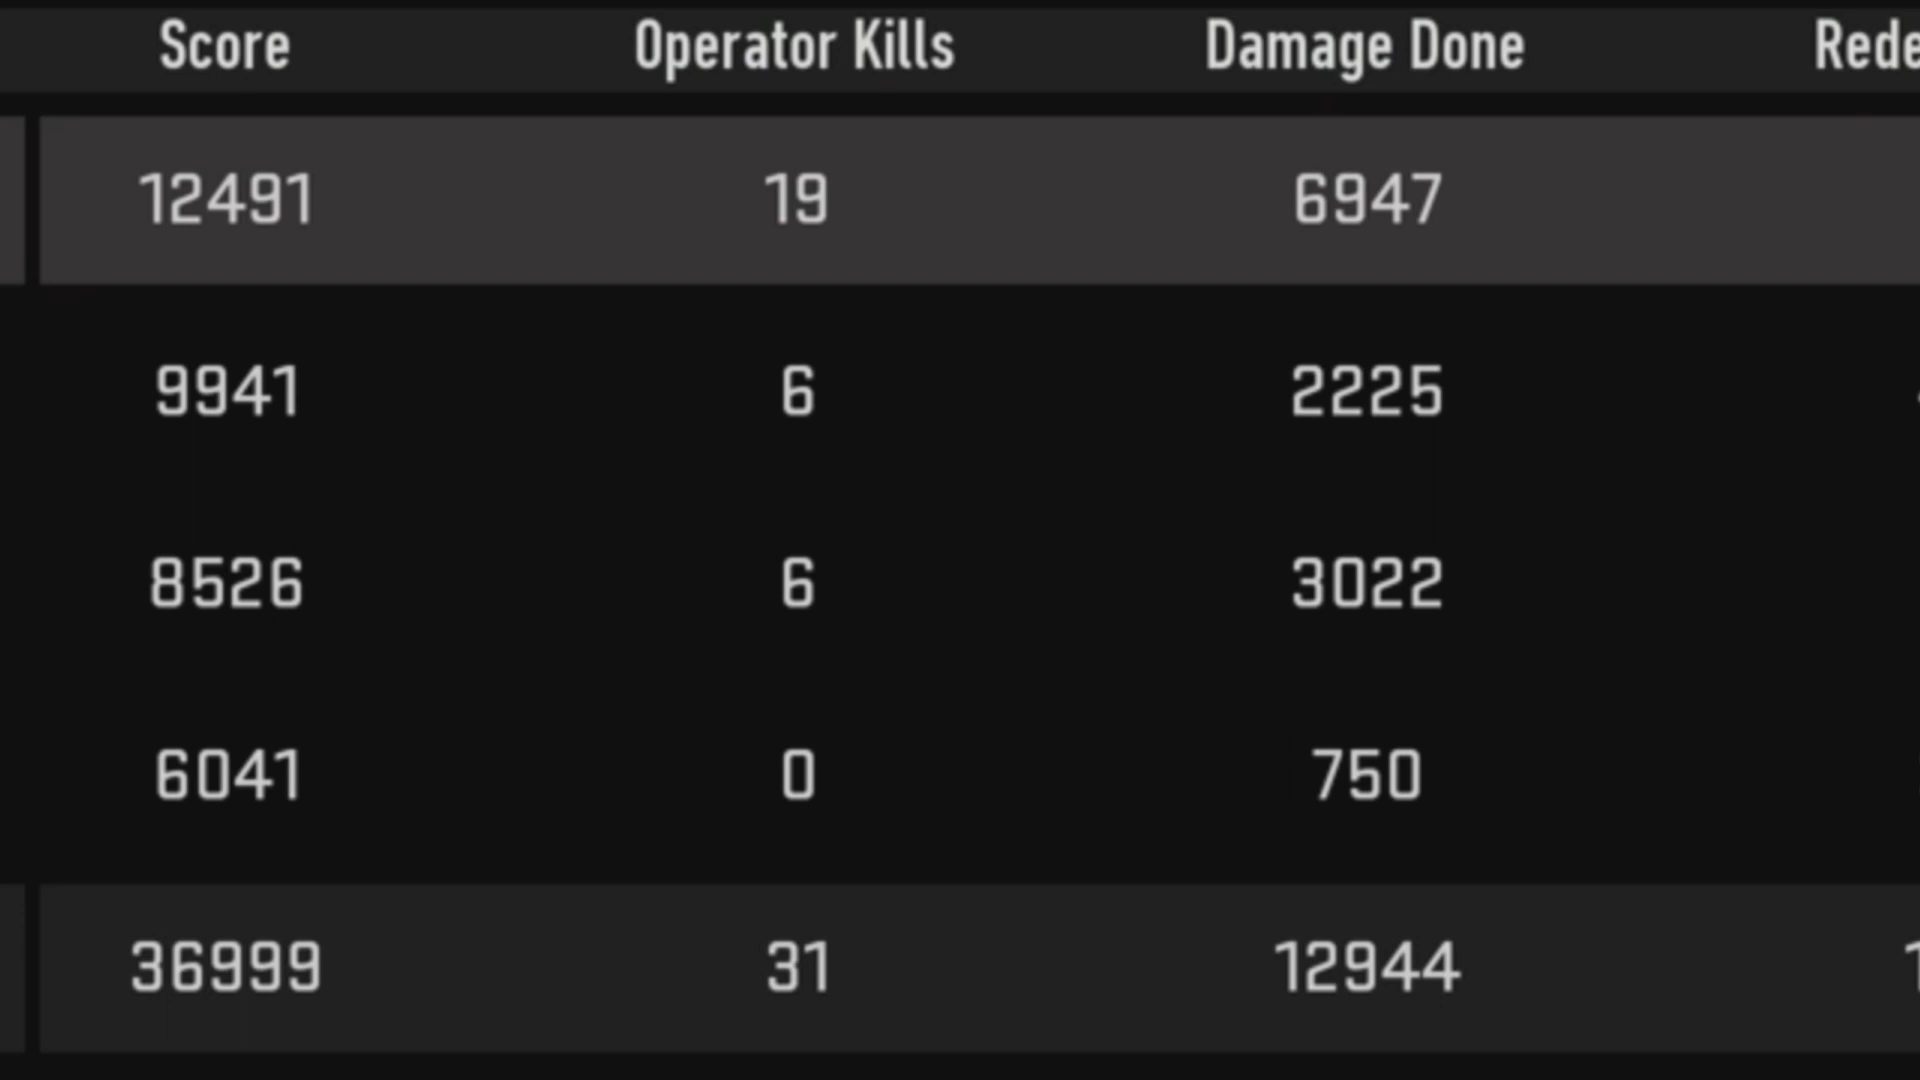 Score Operator Kills Damage Done
12491 19 6947
9941 6 2225
8526 6 3022
6041 0 750
36999 31 12944